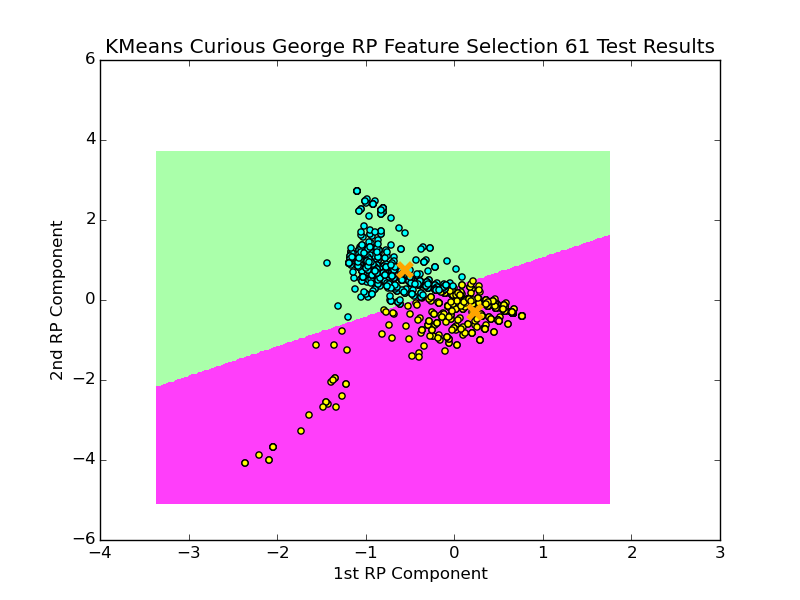 KMeans Curious George RP Feature Selection 61 Test Results
6
4
2
0
−2
−4
−6
2nd RP Component
−4 −3 −2 −1 0 1 2 3
1st RP Component